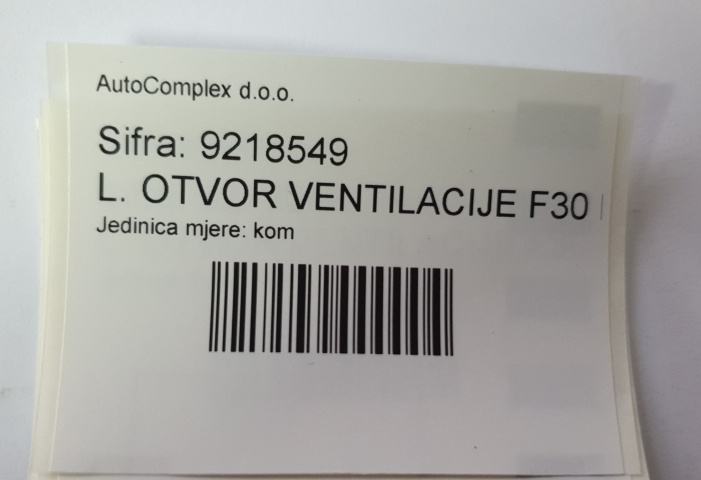 AutoComplex d.o.o.
Sifra: 9218549
L. OTVOR VENTILACIJE F30
Jedinica mjere: kom